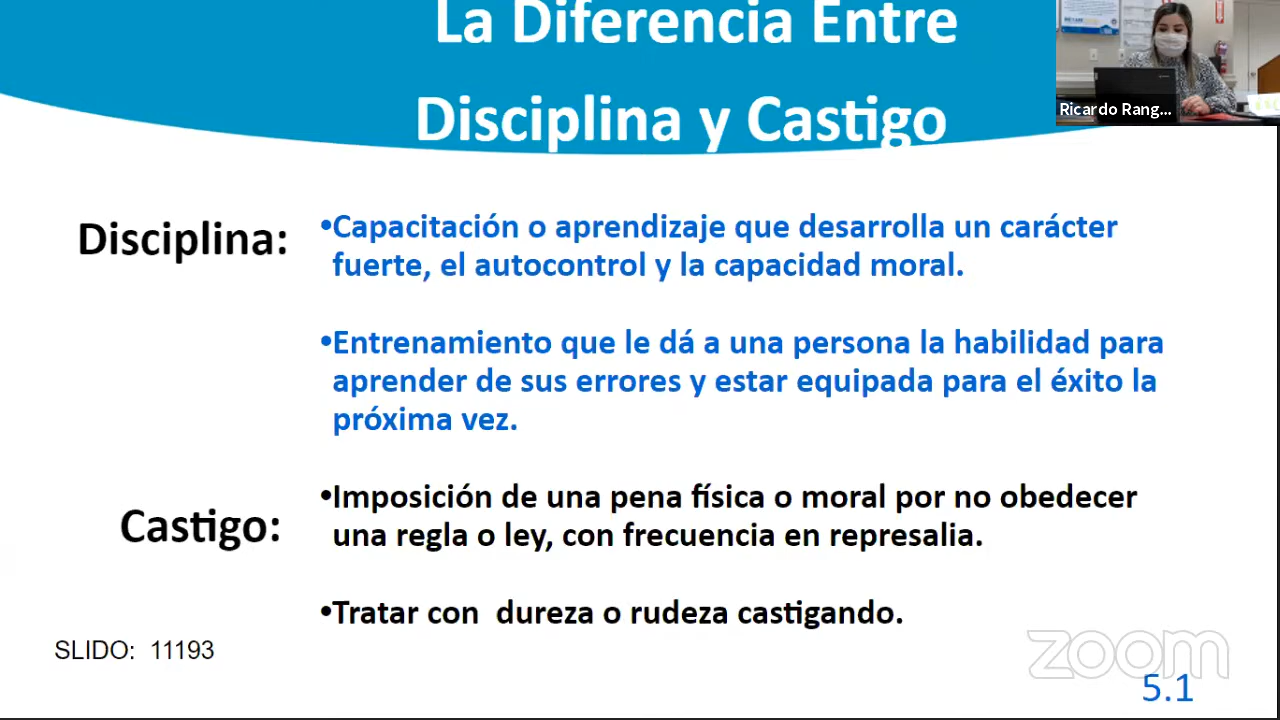 La Diferencia Entre
Disciplina y Castigo
Ricardo Rang...
Disciplina:
•Capacitación o aprendizaje que desarrolla un carácter
fuerte, el autocontrol y la capacidad moral.
•Entrenamiento que le dá a una persona la habilidad para
aprender de sus errores y estar equipada para el éxito la
próxima vez.
Castigo:
•Imposición de una pena física o moral por no obedecer
una regla o ley, con frecuencia en represalia.
•Tratar con  dureza o rudeza castigando.
SLIDO:  11193
zoom
5.1